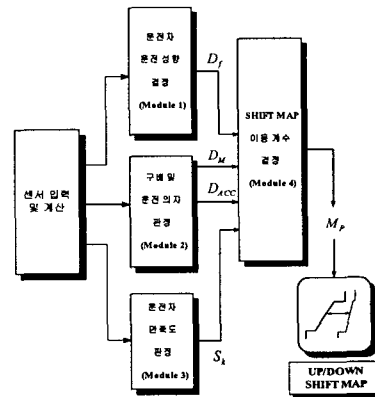 운전자
운전성향
결정
(Module 1)
D_f
센서 입력
및 계산
구배 및
운전 의지
판정
(Module 2)
D_M
D_ACC
운전자
만족도
판정
(Module 3)
S_k
SHIFT MAP
이용 계수
결정
(Module 4)
M_P
UP/DOWN
SHIFT MAP